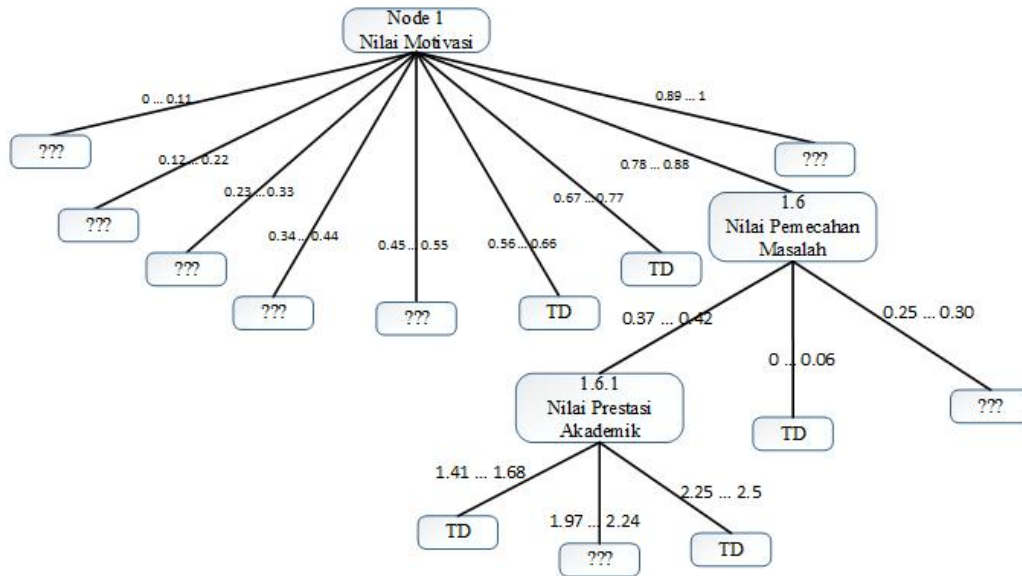 Node 1
Nilai Motivasi
0 ... 0.11
0.89 ... 1
???
???
0.12 ... 0.22
0.78 ... 0.88
0.23 ... 0.33
0.67 ... 0.77
1.6
Nilai Pemecahan
Masalah
???
0.34 ... 0.44
0.45 ... 0.55
0.56 ... 0.66
???
TD
???
???
TD
0.37 ... 0.42
0.25 ... 0.30
0 ... 0.06
1.6.1
Nilai Prestasi
Akademik
???
TD
1.41 ... 1.68
2.25 ... 2.5
1.97 ... 2.24
TD
???
TD